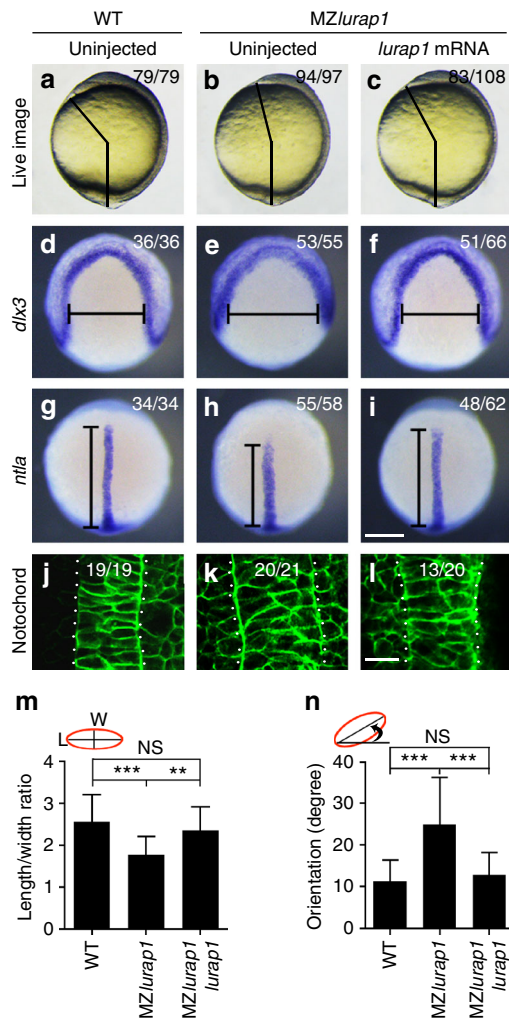 WT MZlurap1
Uninjected Uninjected lurap1 mRNA
Live image
a 79/79 b 94/97 c 83/108
dlx3
d 36/36 e 53/55 f 51/66
ntla
g 34/34 h 55/58 i 48/62
Notochord
j 19/19 k 20/21 l 13/20
m
W
L
NS
*** **
Length/width ratio
4
3
2
1
0
WT
MZlurap1
MZlurap1
lurap1
n
NS
*** ***
Orientation (degree)
40
30
20
10
0
WT
MZlurap1
MZlurap1
lurap1